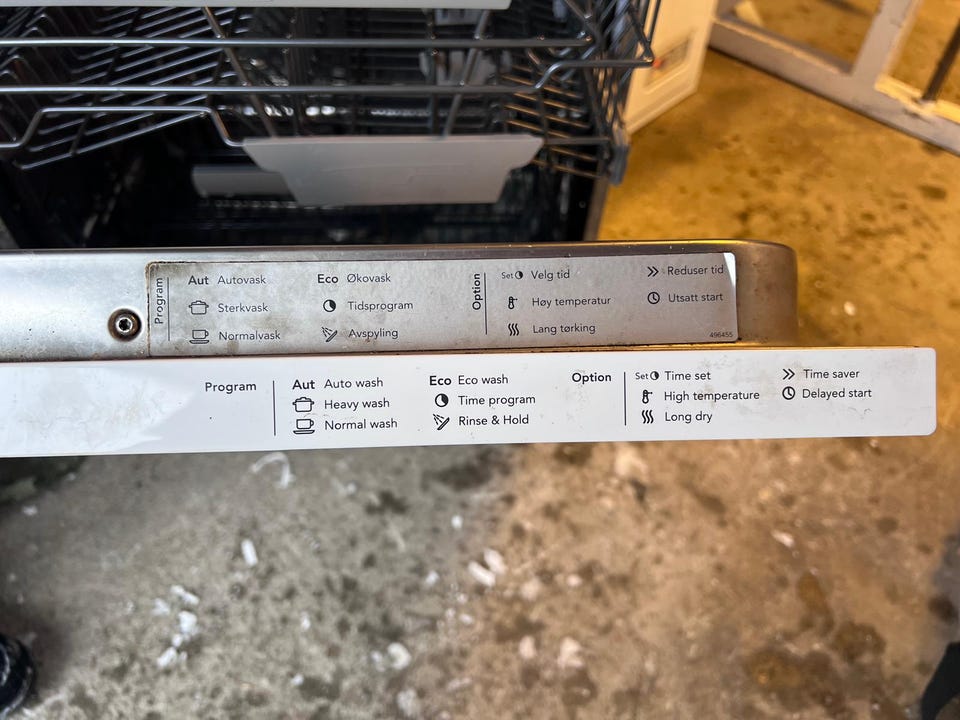 Program
Aut Autovask
Sterkvask
Normalvask
Eco Økovask
Tidsprogram
Avspyling
Option
Set Velg tid
Høy temperatur
Lang tørking
Reduser tid
Utsatt start
496455
Program
Aut Auto wash
Heavy wash
Normal wash
Eco Eco wash
Time program
Rinse & Hold
Option
Set Time set
High temperature
Long dry
Time saver
Delayed start